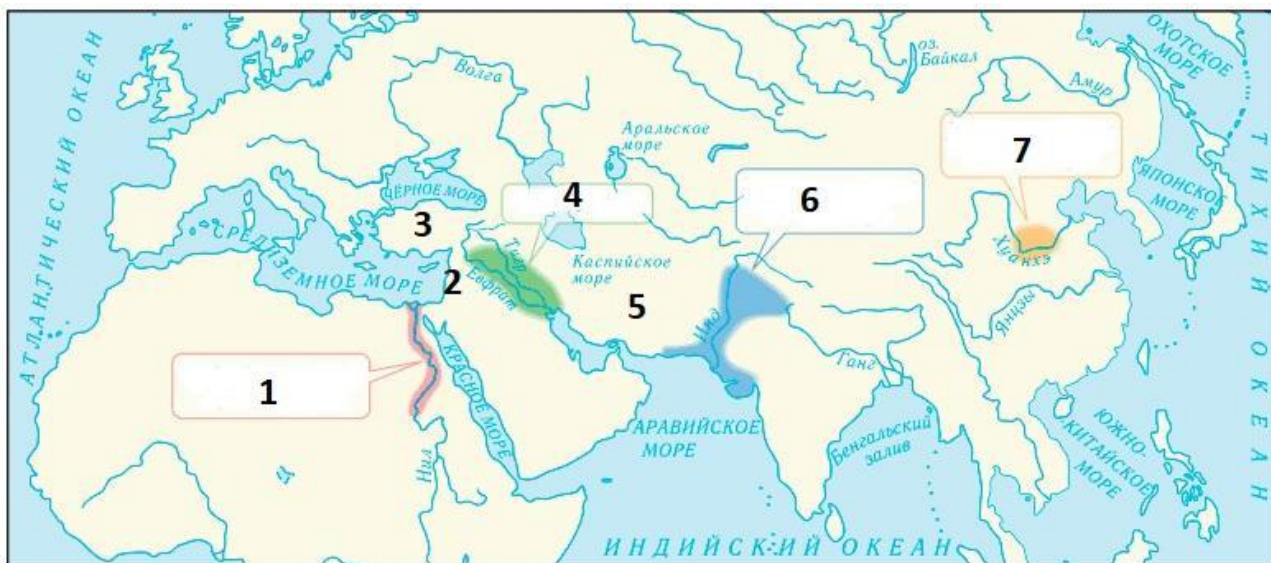 АТЛАНТИЧЕСКИЙ ОКЕАН
Волга
оз.
Байкал
Амур
ОХОТСКОЕ
МОРЕ
Аральское
море
7
ЯПОНСКОЕ
МОРЕ
ТИХИЙ ОКЕАН
ЧЁРНОЕ МОРЕ
4
6
3
СРЕДИЗЕМНОЕ МОРЕ
Тигр
Евфрат
Каспийское
море
Хуанхэ
2
5
Инд
Янцзы
1
КРАСНОЕ МОРЕ
Ганг
АРАВИЙСКОЕ
МОРЕ
Бенгальский
залив
ЮЖНО-
КИТАЙСКОЕ
МОРЕ
Нил
Ц
ИНДИЙСКИЙ ОКЕАН